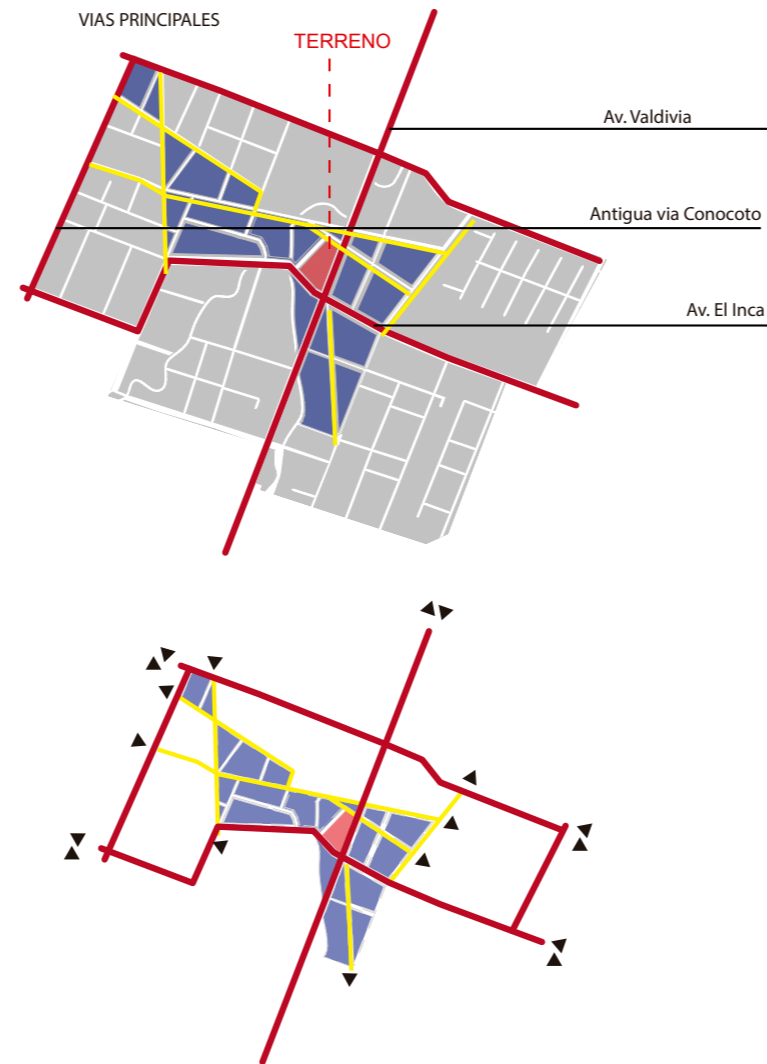 VIAS PRINCIPALES
TERRENO
Av. Valdivia
Antigua via Conocoto
Av. El Inca